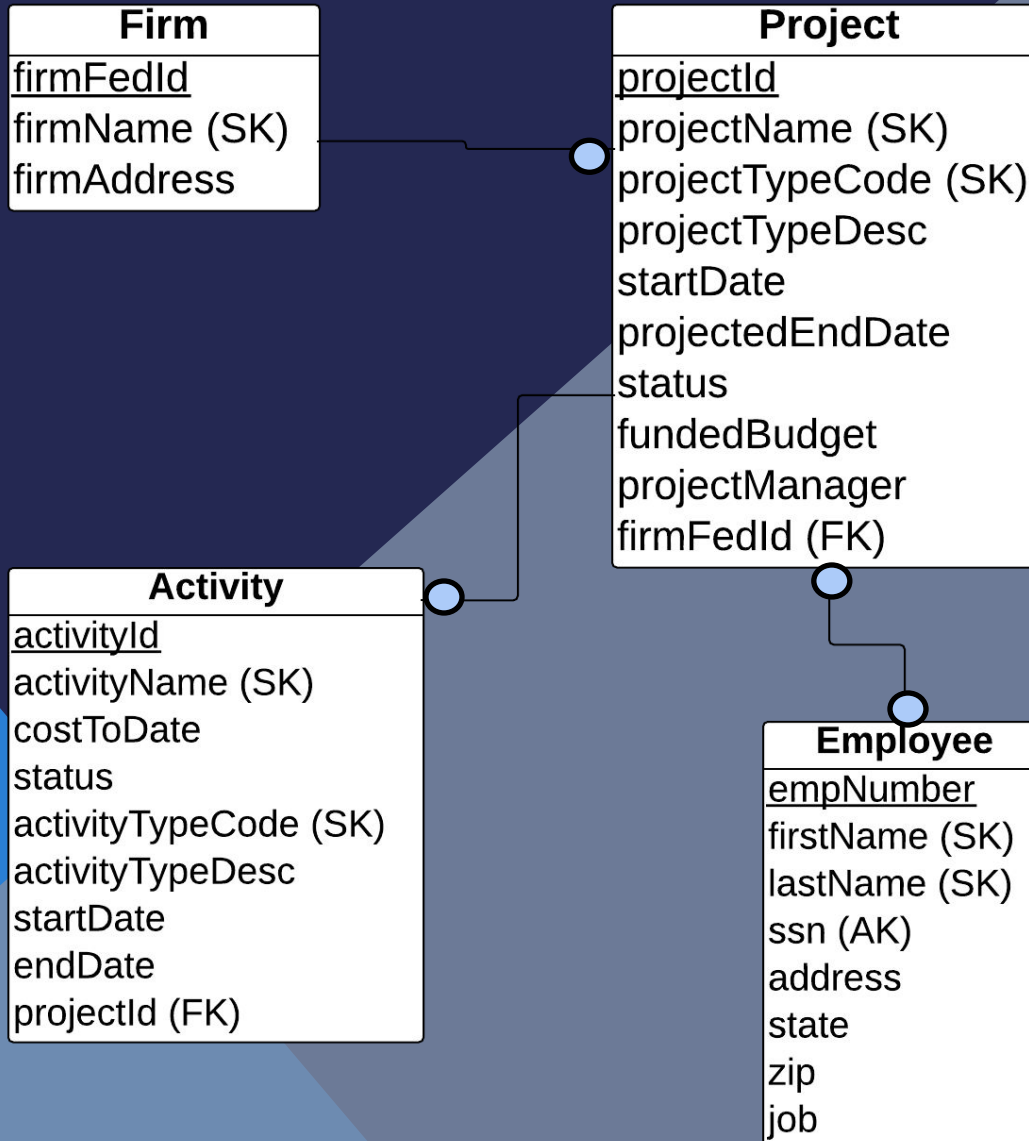 Firm
firmFedId
firmName (SK)
firmAddress
Project
projectId
projectName (SK)
projectTypeCode (SK)
projectTypeDesc
startDate
projectedEndDate
status
fundedBudget
projectManager
firmFedId (FK)
Activity
activityId
activityName (SK)
costToDate
status
activityTypeCode (SK)
activityTypeDesc
startDate
endDate
projectId (FK)
Employee
empNumber
firstName (SK)
lastName (SK)
ssn (AK)
address
state
zip
job